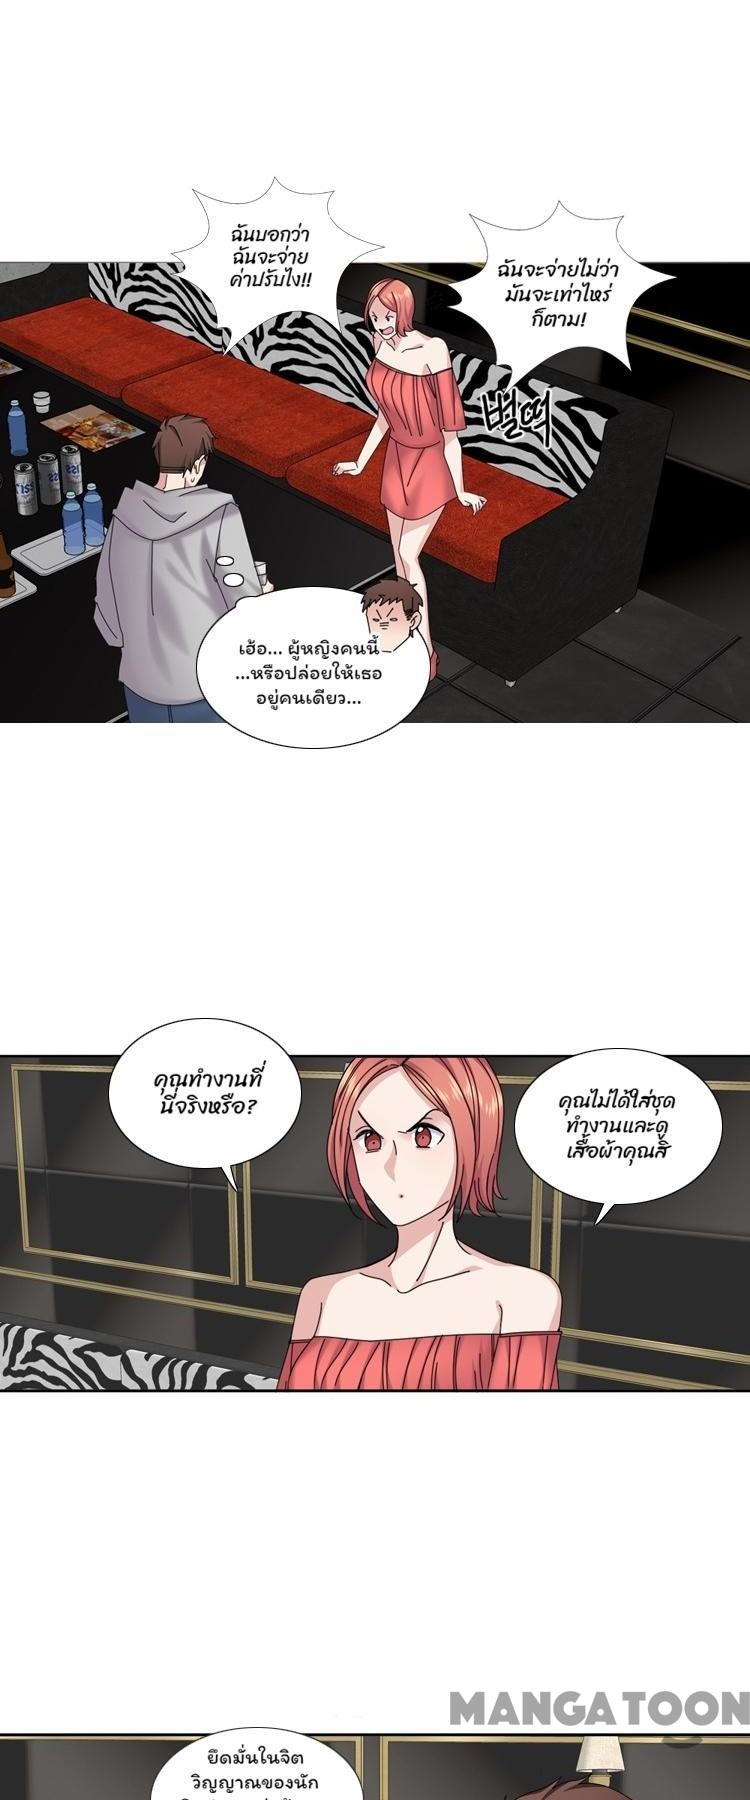 ฉันบอกว่า
ฉันจะจ่าย
ค่าปรับไง!!
ฉันจะจ่ายไม่ว่า
มันจะเท่าไหร่
ก็ตาม!
벌떡
เฮ้อ... ผู้หญิงคนนี้
...หรือปล่อยให้เธอ
อยู่คนเดียว...
คุณทำงานที่
นี่จริงหรือ?
คุณไม่ได้ใส่ชุด
ทำงานและดู
เสื้อผ้าคุณสิ
MANGATOON
ยึดมั่นในจิต
วิญญาณของนัก